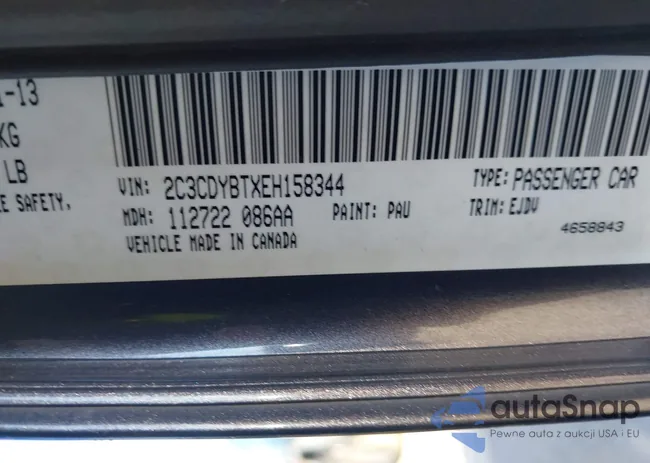 1-13
KG
LB
E SAFETY,
VIN: 2C3CDYBTXEH158344
TYPE: PASSENGER CAR
MDH: 112722 086AA
PAINT: PAU
TRIM: EJDV
VEHICLE MADE IN CANADA
4658843
autaSnap
Pewne auta z aukcji USA i EU